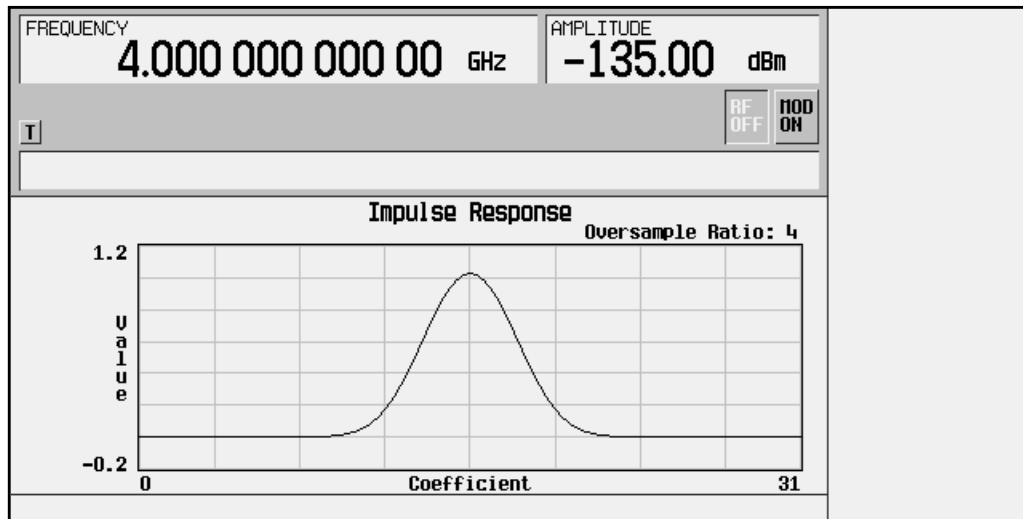 FREQUENCY
4.000 000 000 00 GHz
AMPLITUDE
-135.00 dBm
RF OFF
MOD ON
T
Impulse Response
Oversample Ratio: 4
1.2
Value
-0.2
0
Coefficient
31